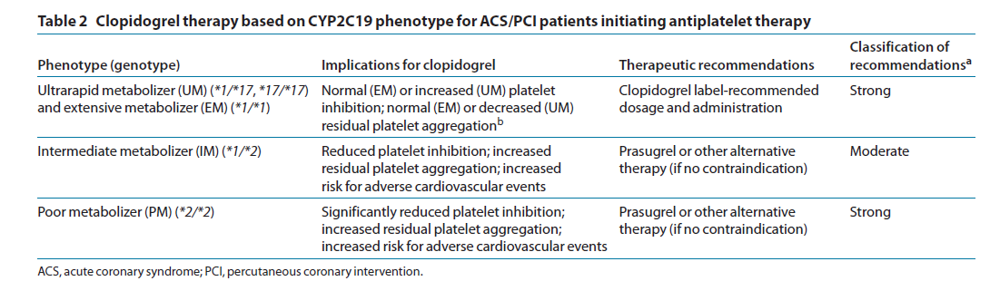 Table 2 Clopidogrel therapy based on CYP2C19 phenotype for ACS/PCI patients initiating antiplatelet therapy
Phenotype (genotype) Implications for clopidogrel Therapeutic recommendations Classification of recommendationsa
Ultrarapid metabolizer (UM) (*1/*17, *17/*17) Normal (EM) or increased (UM) platelet Clopidogrel label-recommended Strong
and extensive metabolizer (EM) (*1/*1) inhibition; normal (EM) or decreased (UM) dosage and administration
residual platelet aggregationb
Intermediate metabolizer (IM) (*1/*2) Reduced platelet inhibition; increased Prasugrel or other alternative Moderate
residual platelet aggregation; increased therapy (if no contraindication)
risk for adverse cardiovascular events
Poor metabolizer (PM) (*2/*2) Significantly reduced platelet inhibition; Prasugrel or other alternative Strong
increased residual platelet aggregation; therapy (if no contraindication)
increased risk for adverse cardiovascular events
ACS, acute coronary syndrome; PCI, percutaneous coronary intervention.